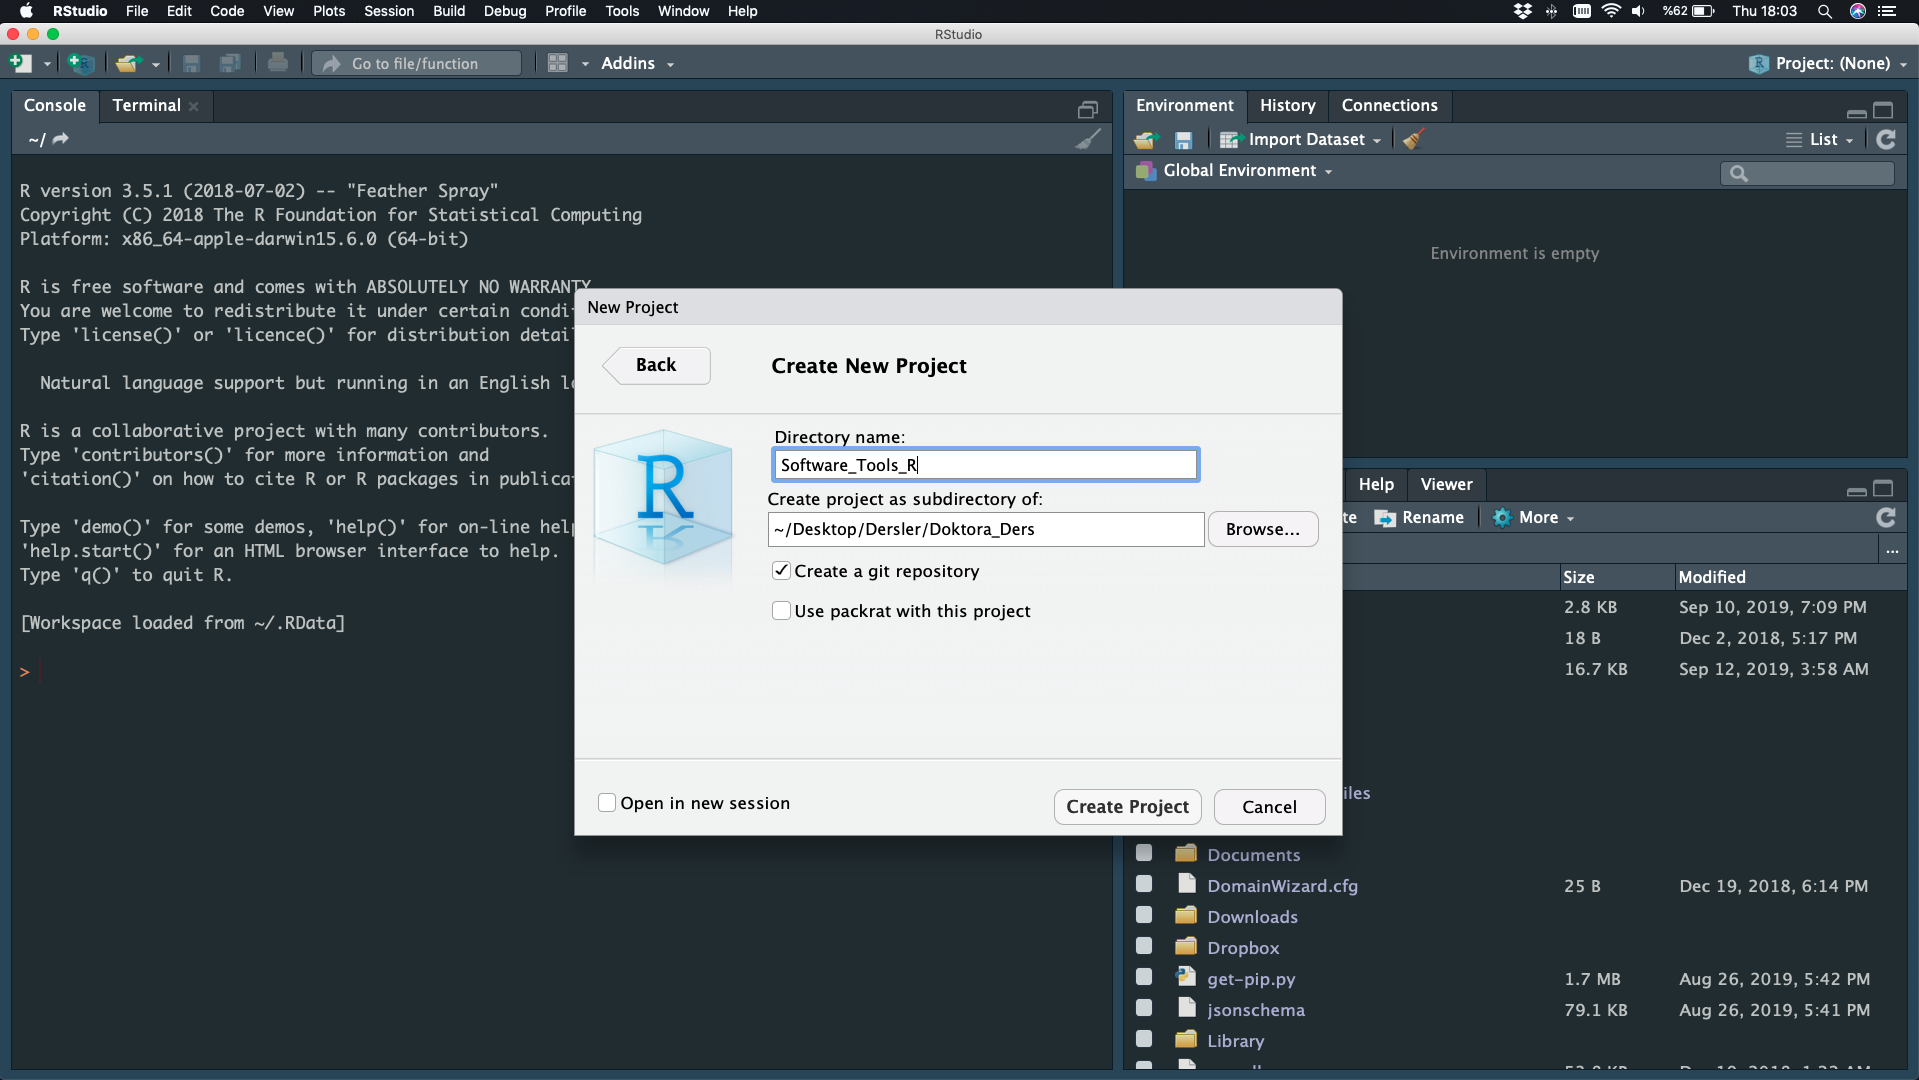 RStudio File Edit Code View Plots Session Build Debug Profile Tools Window Help %62 Thu 18:03
RStudio
Go to file/function Addins Project: (None)
Console Terminal
~/
R version 3.5.1 (2018-07-02) -- "Feather Spray"
Copyright (C) 2018 The R Foundation for Statistical Computing
Platform: x86_64-apple-darwin15.6.0 (64-bit)
R is free software and comes with ABSOLUTELY NO WARRANTY
You are welcome to redistribute it under certain condi
Type 'license()' or 'licence()' for distribution detai
Natural language support but running in an English l
R is a collaborative project with many contributors.
Type 'contributors()' for more information and
'citation()' on how to cite R or R packages in publica
Type 'demo()' for some demos, 'help()' for on-line help
'help.start()' for an HTML browser interface to help.
Type 'q()' to quit R.
[Workspace loaded from ~/.RData]
>
Environment History Connections
Import Dataset List
Global Environment
Environment is empty
New Project
Back Create New Project
R
Directory name:
Software_Tools_R
Create project as subdirectory of:
~/Desktop/Dersler/Doktora_Ders Browse...
Create a git repository
Use packrat with this project
Open in new session Create Project Cancel
Help Viewer
te Rename More
...
Size Modified
2.8 KB Sep 10, 2019, 7:09 PM
18 B Dec 2, 2018, 5:17 PM
16.7 KB Sep 12, 2019, 3:58 AM
iles
Documents
DomainWizard.cfg 25 B Dec 19, 2018, 6:14 PM
Downloads
Dropbox
get-pip.py 1.7 MB Aug 26, 2019, 5:42 PM
jsonschema 79.1 KB Aug 26, 2019, 5:41 PM
Library